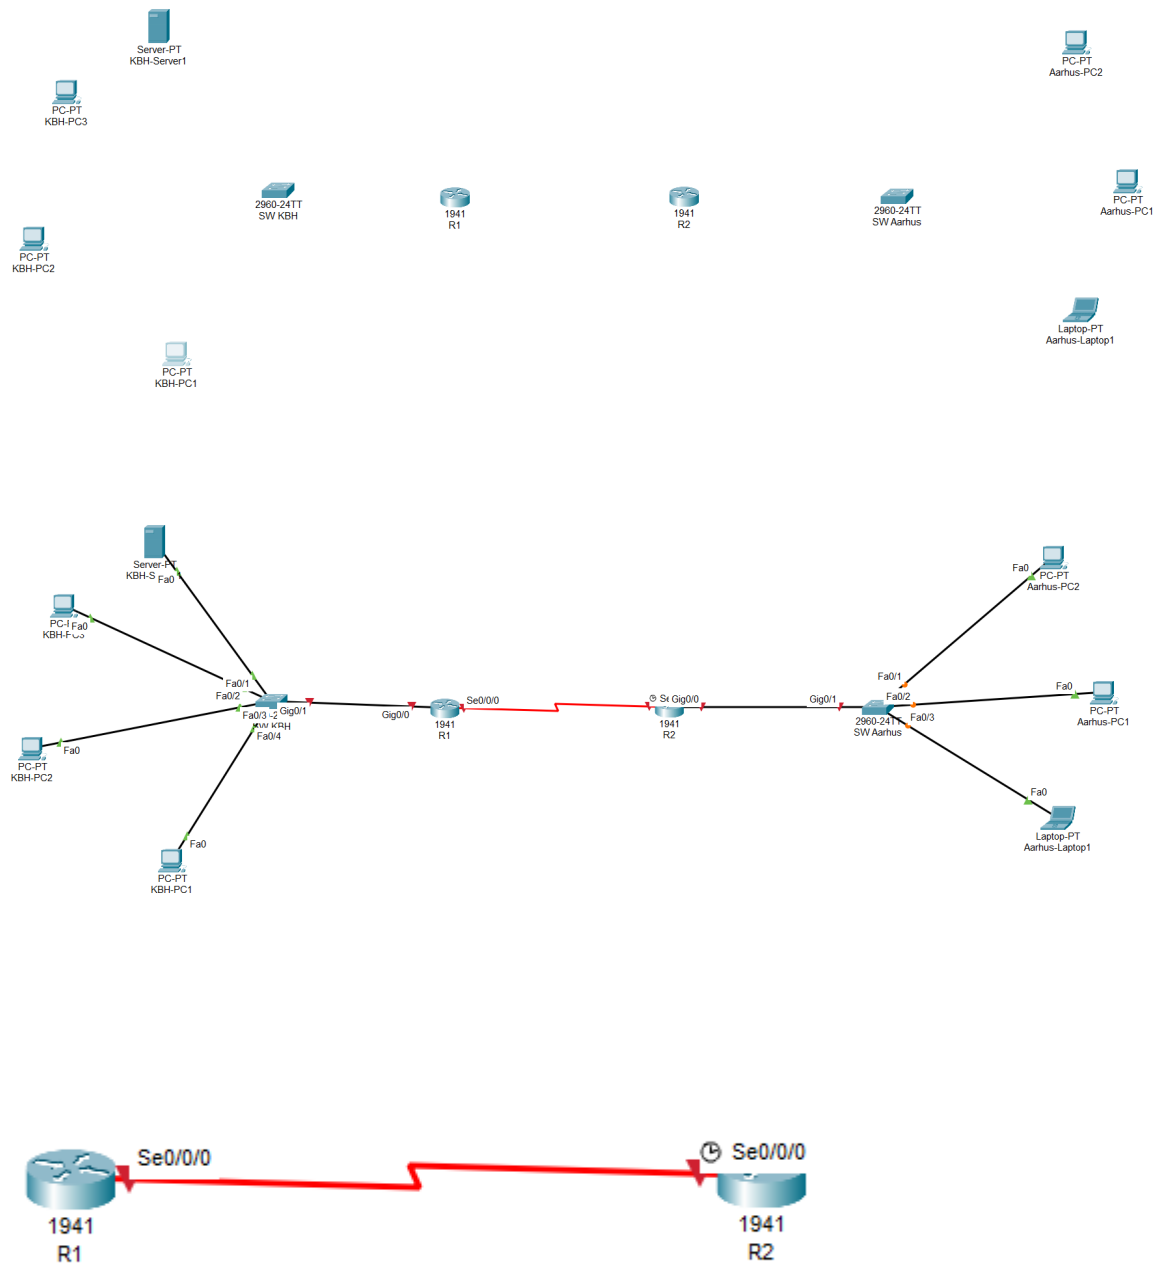 Server-PT
KBH-Server1
PC-PT
Aarhus-PC2
PC-PT
KBH-PC3
2960-24TT
SW KBH
1941
R1
1941
R2
2960-24TT
SW Aarhus
PC-PT
Aarhus-PC1
PC-PT
KBH-PC2
Laptop-PT
Aarhus-Laptop1
PC-PT
KBH-PC1
Server-PT
KBH-S
Fa0
Fa0
PC-PT
Aarhus-PC2
Fa0
Fa0/1
Fa0/2
Fa0/3
Gig0/1
Fa0/4
Gig0/0
Se0/0/0
1941
R1
Gig0/0
1941
R2
Gig0/1
Fa0/1
Fa0/2
Fa0/3
2960-24TT
SW Aarhus
Fa0
PC-PT
Aarhus-PC1
Fa0
PC-PT
KBH-PC2
Fa0
Laptop-PT
Aarhus-Laptop1
Fa0
PC-PT
KBH-PC1
Se0/0/0
Se0/0/0
1941
R1
1941
R2